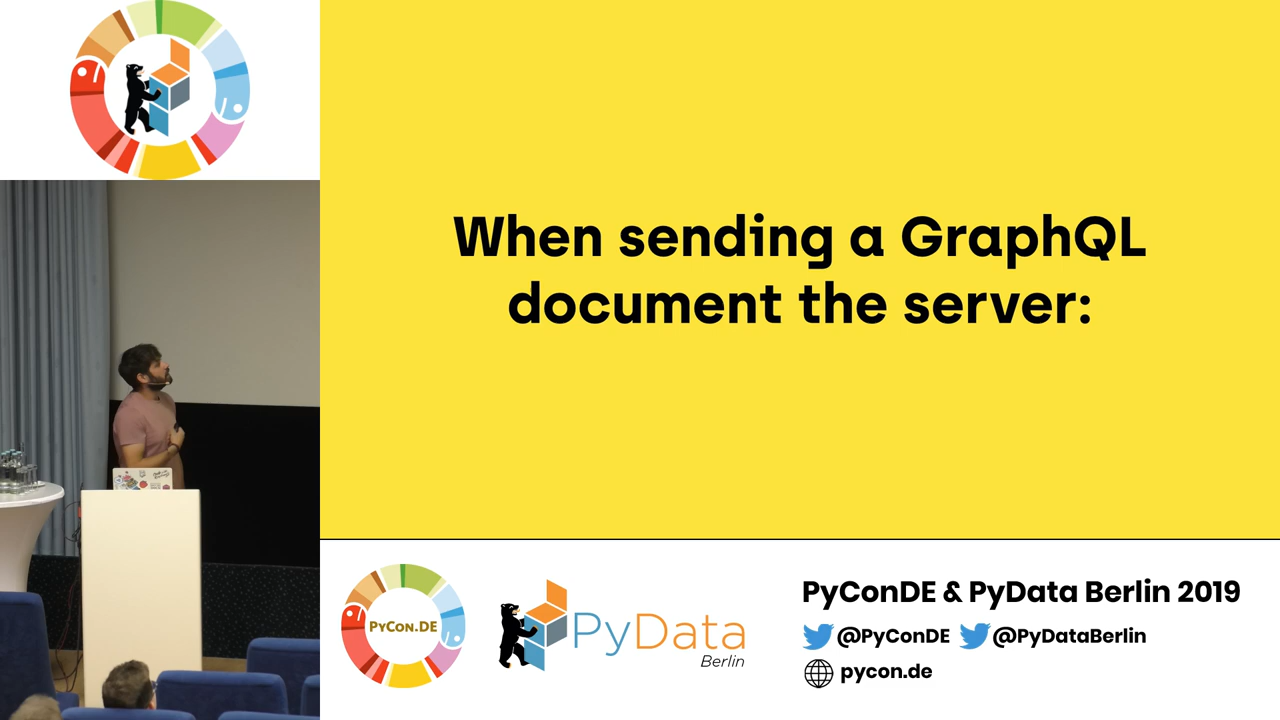 When sending a GraphQL
document the server:
PyCon.DE
PyData
Berlin
PyConDE & PyData Berlin 2019
@PyConDE @PyDataBerlin
pycon.de